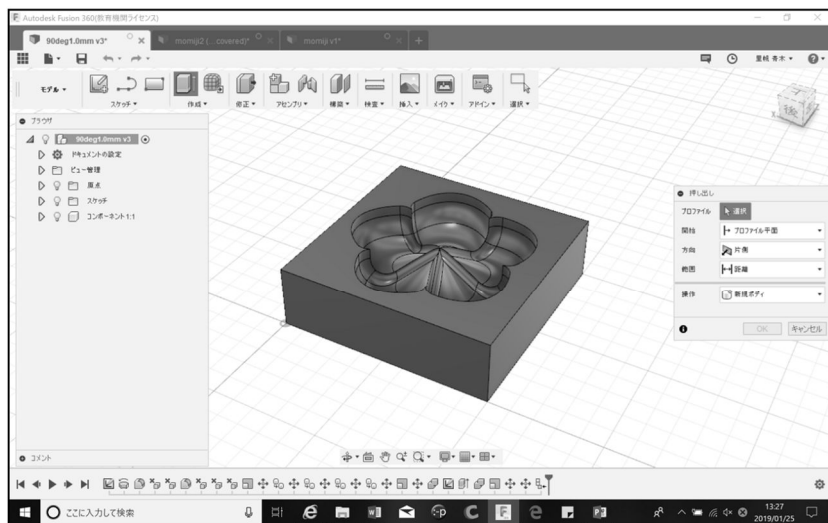 Autodesk Fusion 360(教育機関ライセンス)
90deg1.0mm v3*
momiji2 (...covered)*
momiji v1*
モデル
スケッチ
作成
修正
アセンブリ
構築
検査
挿入
メイク
アドイン
選択
ブラウザ
90deg1.0mm v3
ドキュメントの設定
ビュー管理
原点
スケッチ
コンポーネント1:1
後
押し出し
プロファイル 選択
開始 プロファイル平面
方向 片側
範囲 距離
操作 新規ボディ
OK キャンセル
コメント
ここに入力して検索
13:27
2019/01/25